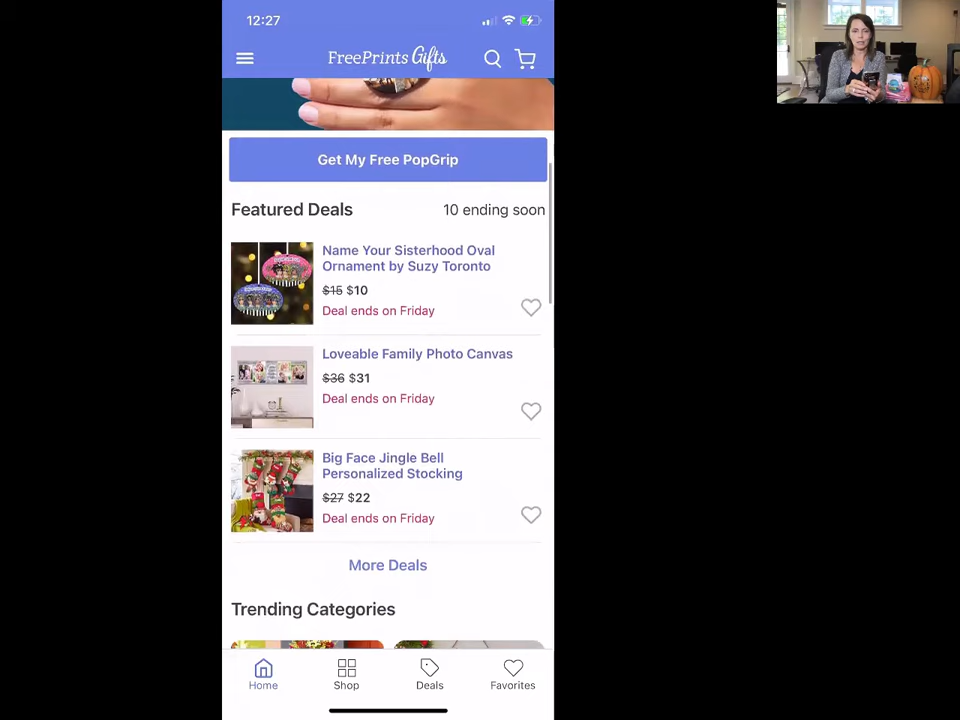 12:27
FreePrints Gifts
Get My Free PopGrip
Featured Deals
10 ending soon
Name Your Sisterhood Oval
Ornament by Suzy Toronto
$15 $10
Deal ends on Friday
Loveable Family Photo Canvas
$36 $31
Deal ends on Friday
Big Face Jingle Bell
Personalized Stocking
$27 $22
Deal ends on Friday
More Deals
Trending Categories
Home
Shop
Deals
Favorites